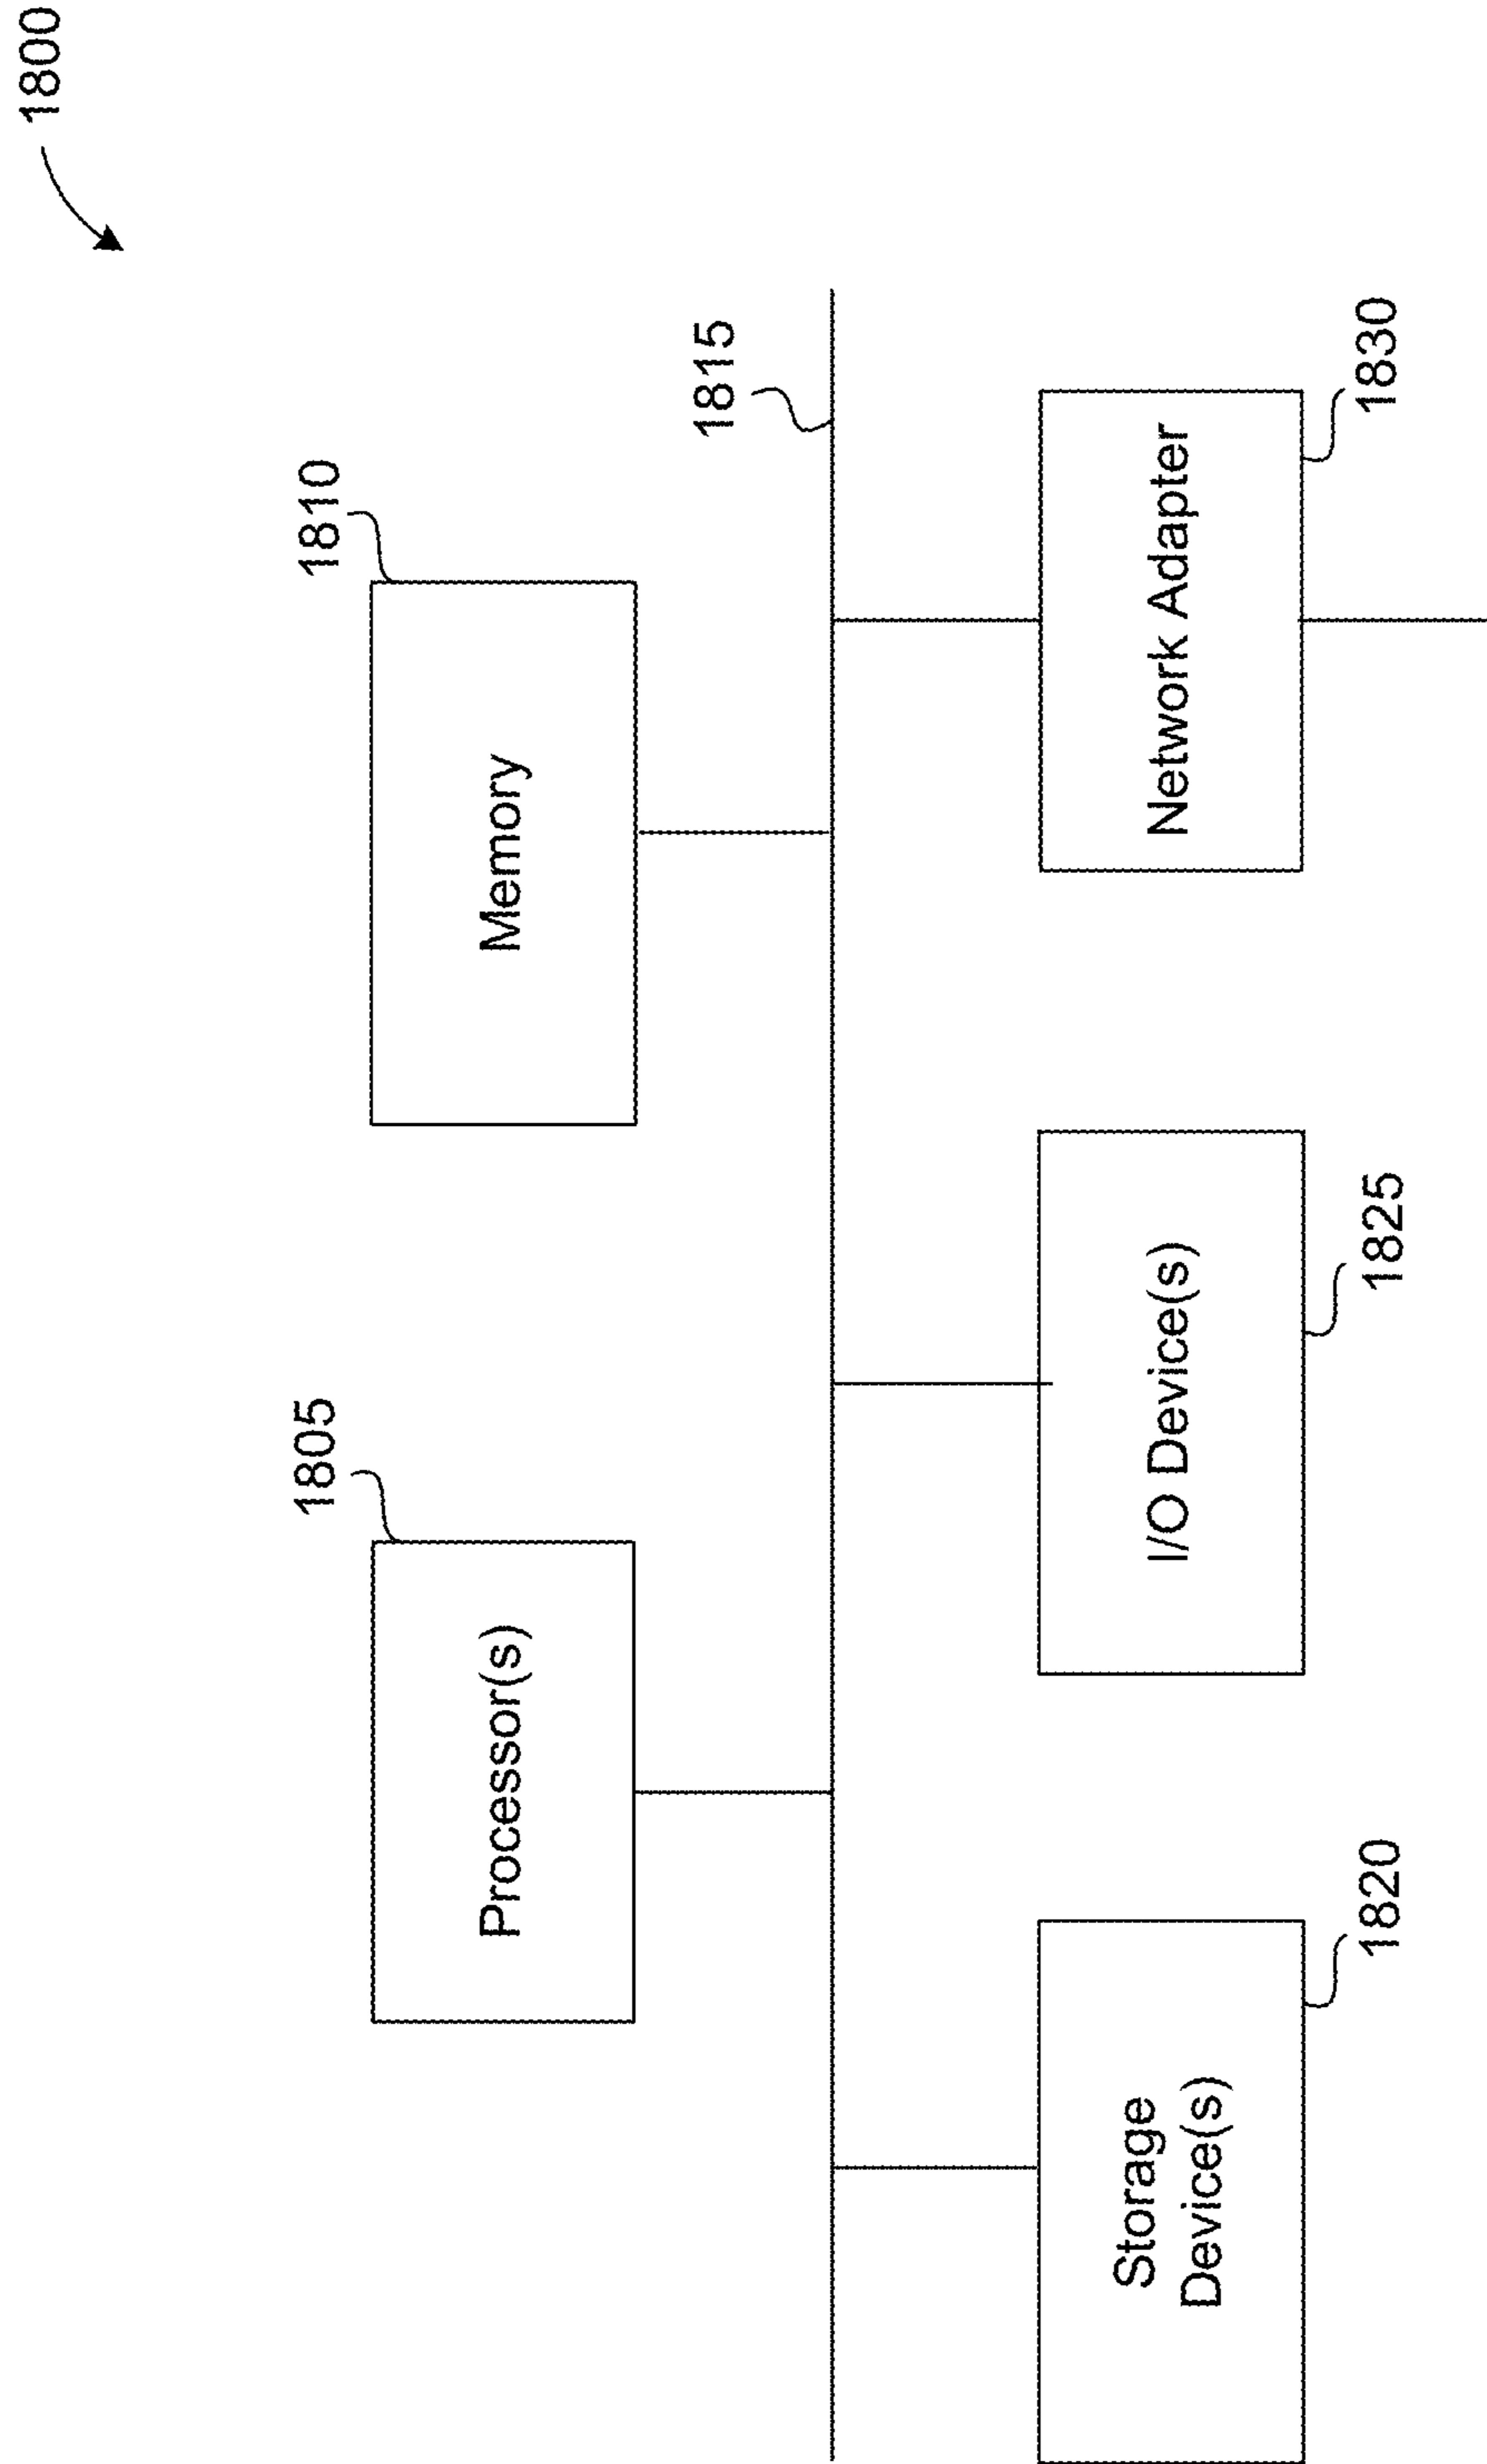 1800
1805
Processor(s)
1810
Memory
1815
Storage
Device(s)
1820
I/O Device(s)
1825
Network Adapter
1830